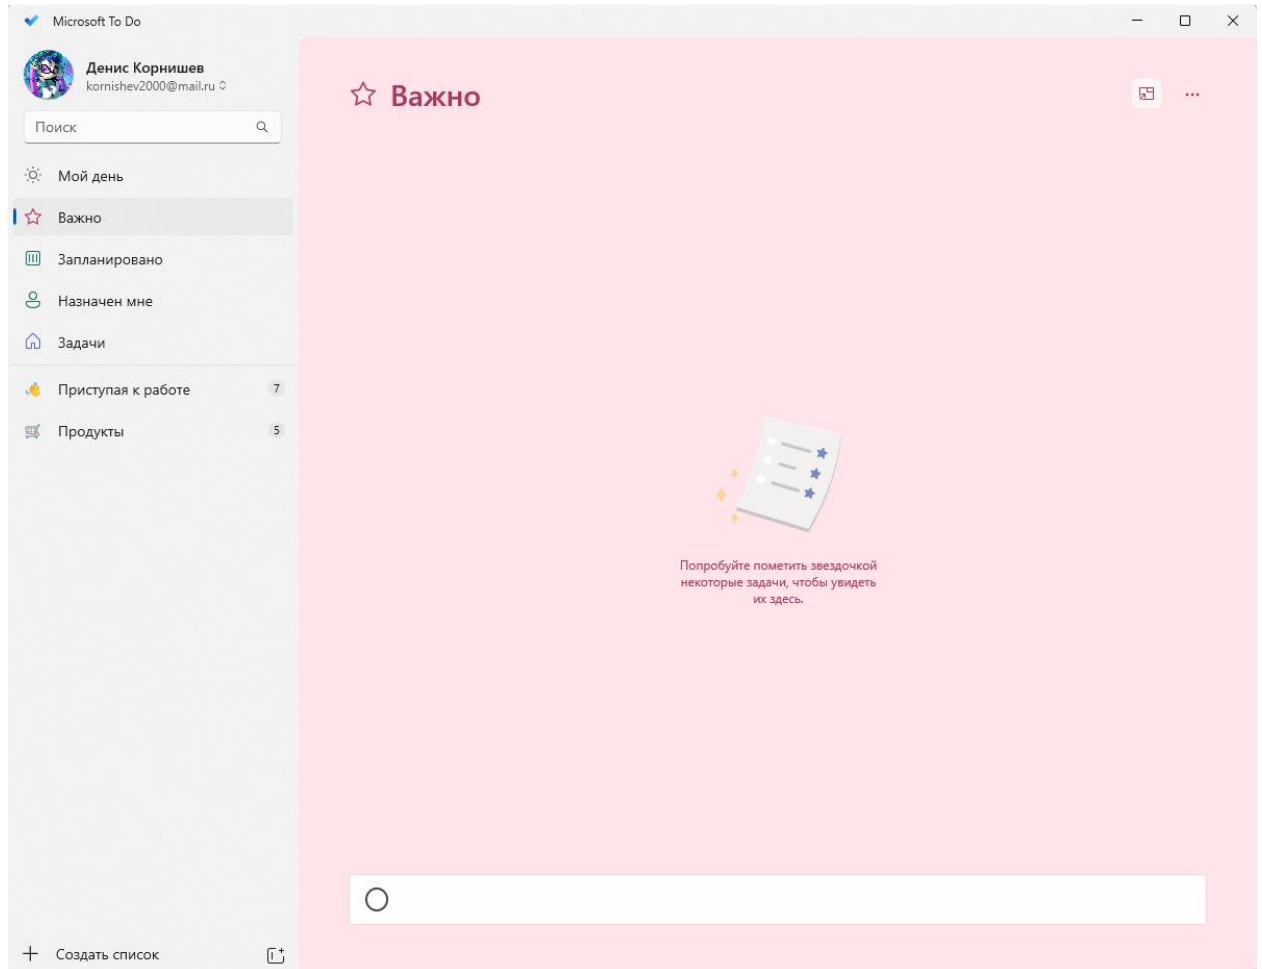 Microsoft To Do
Денис Корнишев
kornishev2000@mail.ru
Поиск
Мой день
Важно
Запланировано
Назначен мне
Задачи
Приступая к работе 7
Продукты 5
Создать список
Важно
Попробуйте пометить звездочкой
некоторые задачи, чтобы увидеть
их здесь.